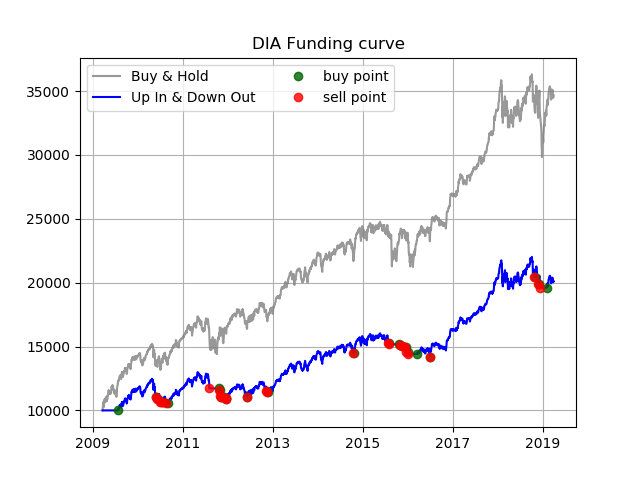 DIA Funding curve
Buy & Hold
Up In & Down Out
buy point
sell point
35000
30000
25000
20000
15000
10000
2009 2011 2013 2015 2017 2019